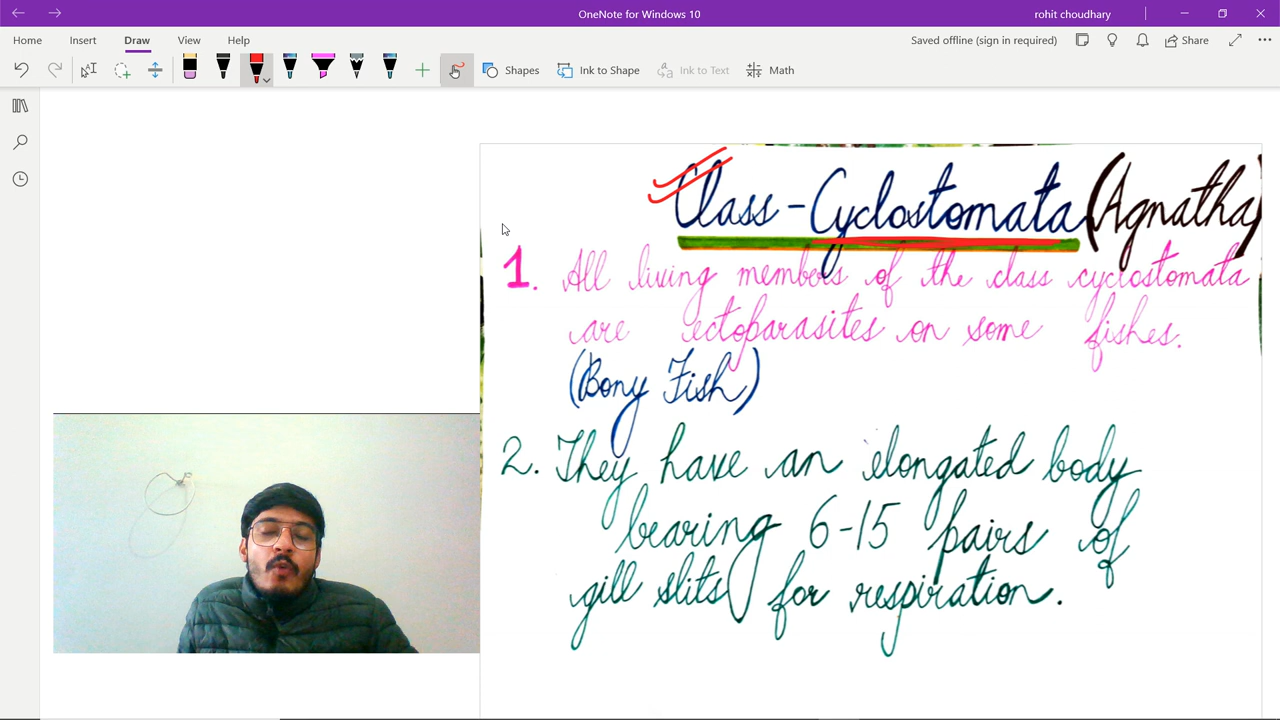 OneNote for Windows 10
rohit choudhary
Home
Insert
Draw
View
Help
Saved offline (sign in required)
Share
Shapes
Ink to Shape
Ink to Text
Math
Class - Cyclostomata (Agnatha)
1. All living members of the class cyclostomata
are ectoparasites on some fishes.
(Bony Fish)
2. They have an elongated body
bearing 6-15 pairs of
gill slits for respiration.